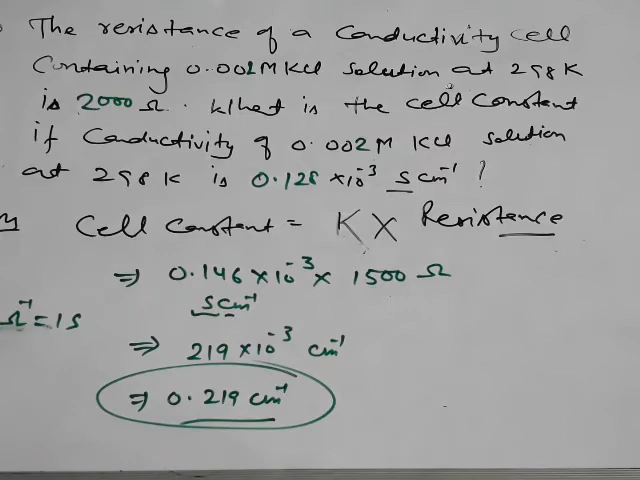 The resistance of a Conductivity cell
Containing 0.002M KCl solution at 298K
is 2000 Ω. What is the cell Constant
if Conductivity of 0.002M KCl solution
at 298 K is 0.128 ×10⁻³ S cm⁻¹ ?
Cell Constant = K X Resistance
⇒ 0.146 ×10⁻³ × 1500 Ω
S cm⁻¹
Ω⁻¹ = 1S
⇒ 219 ×10⁻³ cm⁻¹
⇒ 0.219 cm⁻¹